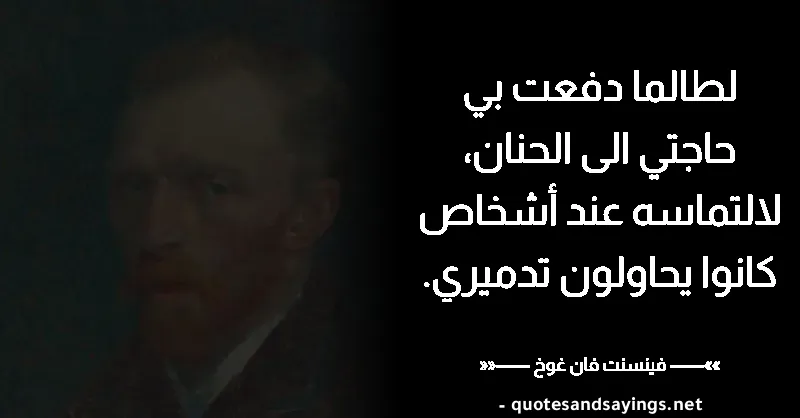 لطالما دفعت بي
حاجتي الى الحنان،
لالتماسه عند أشخاص
كانوا يحاولون تدميري.
»»—— فينسنت فان غوخ ——««
- quotesandsayings.net